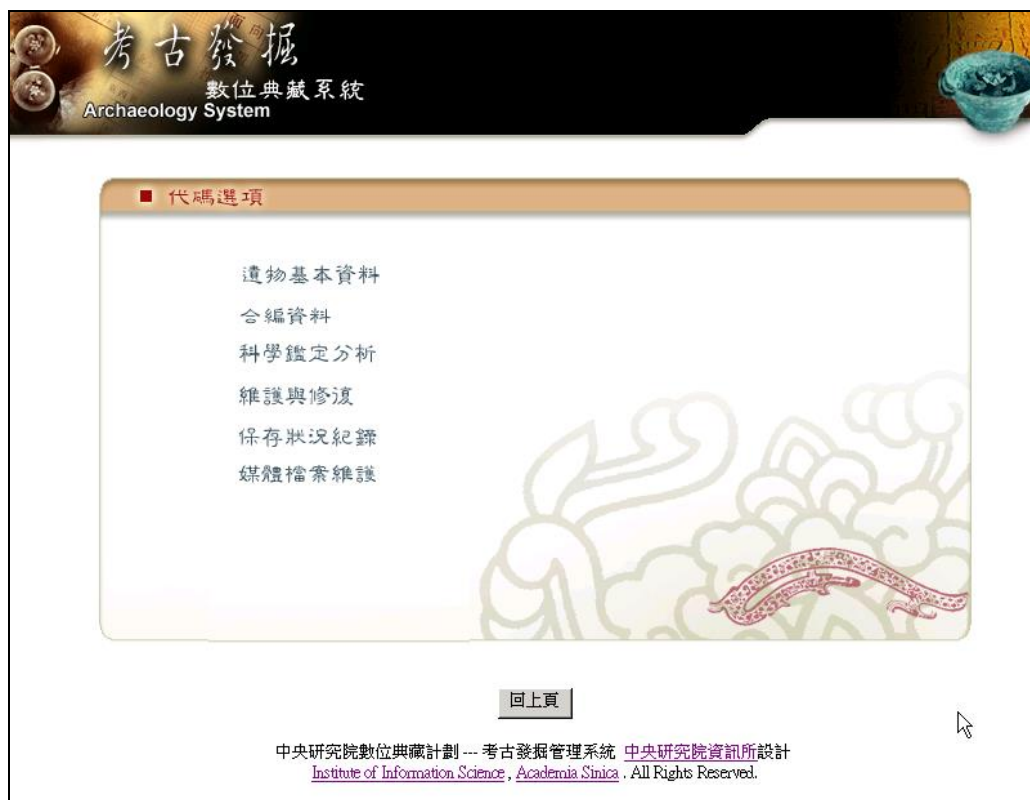 考古發掘
數位典藏系統
Archaeology System
代碼選項
遺物基本資料
合編資料
科學鑑定分析
維護與修復
保存狀況紀錄
媒體檔案維護
回上頁
中央研究院數位典藏計劃 --- 考古發掘管理系統 中央研究院資訊所設計
Institute of Information Science , Academia Sinica . All Rights Reserved.